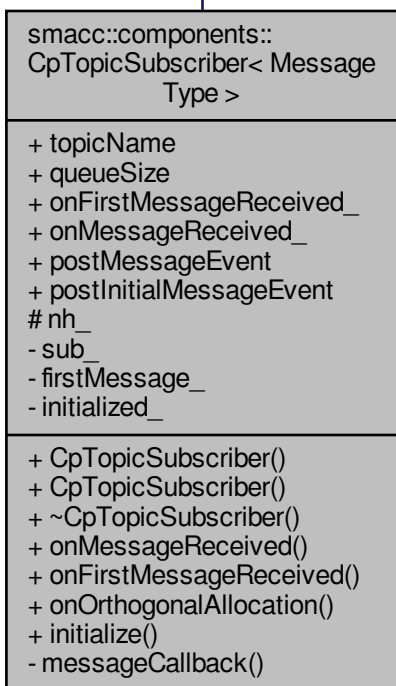 smacc::components::
CpTopicSubscriber< Message
Type >
+ topicName
+ queueSize
+ onFirstMessageReceived_
+ onMessageReceived_
+ postMessageEvent
+ postInitialMessageEvent
# nh_
- sub_
- firstMessage_
- initialized_
+ CpTopicSubscriber()
+ CpTopicSubscriber()
+ ~CpTopicSubscriber()
+ onMessageReceived()
+ onFirstMessageReceived()
+ onOrthogonalAllocation()
+ initialize()
- messageCallback()